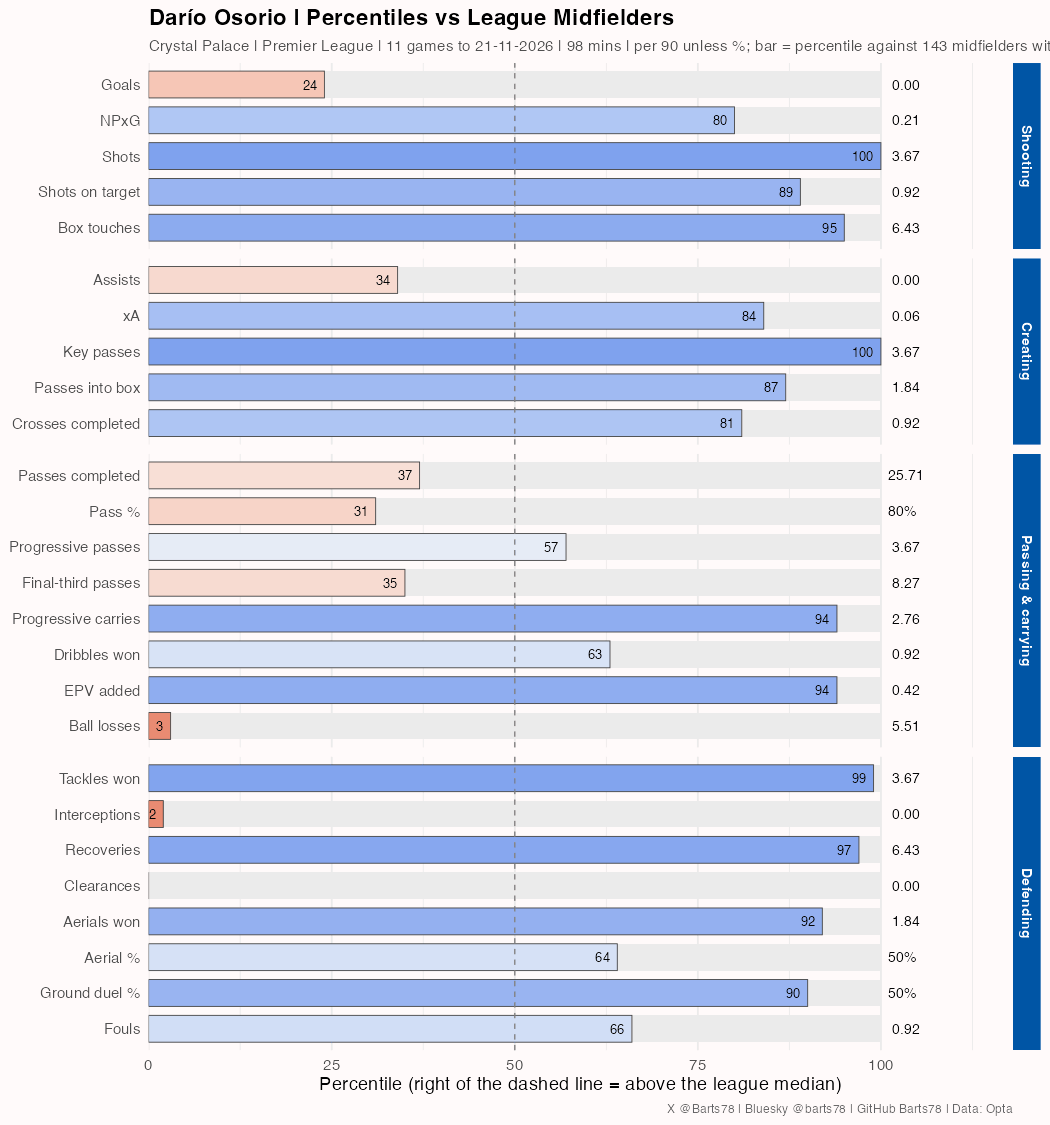 Darío Osorio | Percentiles vs League Midfielders
Crystal Palace | Premier League | 11 games to 21-11-2026 | 98 mins | per 90 unless %; bar = percentile against 143 midfielders wit
Goals 24 0.00
NPxG 80 0.21
Shots 100 3.67
Shots on target 89 0.92
Box touches 95 6.43
Shooting
Assists 34 0.00
xA 84 0.06
Key passes 100 3.67
Passes into box 87 1.84
Crosses completed 81 0.92
Creating
Passes completed 37 25.71
Pass % 31 80%
Progressive passes 57 3.67
Final-third passes 35 8.27
Progressive carries 94 2.76
Dribbles won 63 0.92
EPV added 94 0.42
Ball losses 3 5.51
Passing & carrying
Tackles won 99 3.67
Interceptions 2 0.00
Recoveries 97 6.43
Clearances 0.00
Aerials won 92 1.84
Aerial % 64 50%
Ground duel % 90 50%
Fouls 66 0.92
Defending
0 25 50 75 100
Percentile (right of the dashed line = above the league median)
X @Barts78 | Bluesky @barts78 | GitHub Barts78 | Data: Opta